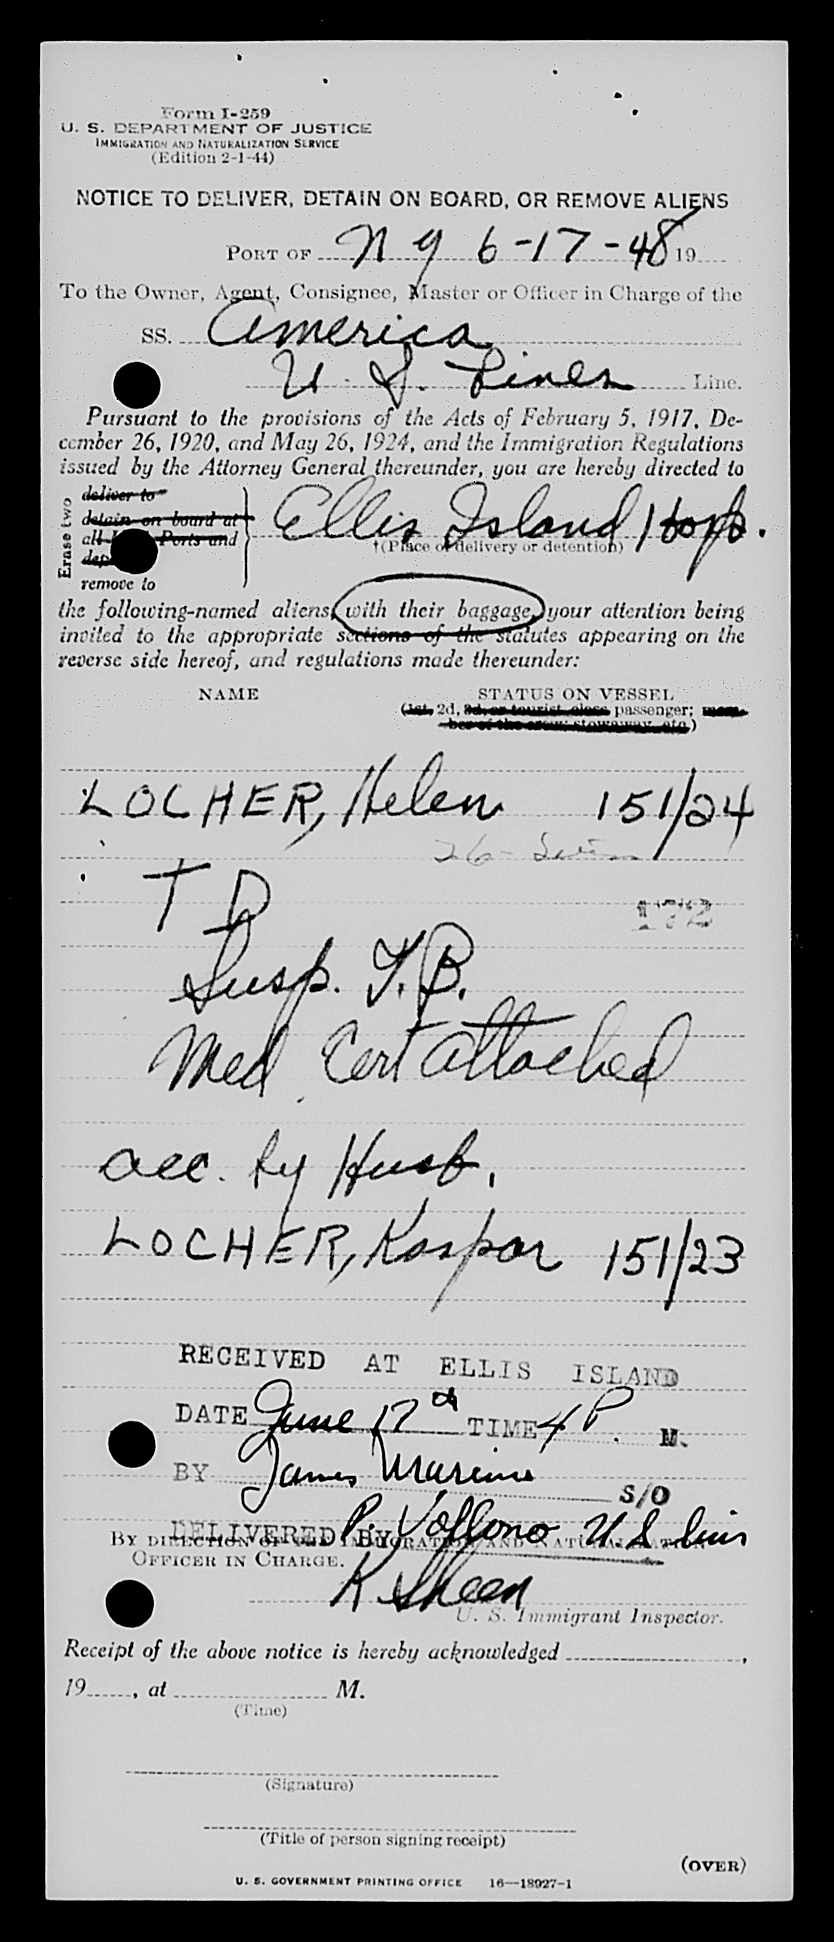 Form I-259
U. S. DEPARTMENT OF JUSTICE
IMMIGRATION AND NATURALIZATION SERVICE
(Edition 2-1-44)
NOTICE TO DELIVER, DETAIN ON BOARD, OR REMOVE ALIENS
PORT OF N Y 6-17-48 19
To the Owner, Agent, Consignee, Master or Officer in Charge of the
SS. America
U. S. Lines Line.
Pursuant to the provisions of the Acts of February 5, 1917, De-
cember 26, 1920, and May 26, 1924, and the Immigration Regulations
issued by the Attorney General thereunder, you are hereby directed to
Erase two
deliver to
detain on board at
all Ports and
remove to
Ellis Island Hosp.
†(Place of delivery or detention)
the following-named aliens, with their baggage, your attention being
invited to the appropriate sections of the statutes appearing on the
reverse side hereof, and regulations made thereunder:
NAME STATUS ON VESSEL
(1st, 2d, 3d, or tourist class passenger; mem-
ber of the crew; stowaway, etc.)
LOCHER, Helen 151/24
26-
T D
172
Susp. T.B.
Med. Cert attached
acc. by Husb.
LOCHER, Kaspar 151/23
RECEIVED AT ELLIS ISLAND
DATE June 17th TIME 4 P. M.
BY James S/O
DELIVERED BY P. U S Lines
BY DIRECTION OF THE IMMIGRATION AND NATURALIZATION
OFFICER IN CHARGE.
K Sheen
U. S. Immigrant Inspector.
Receipt of the above notice is hereby acknowledged ,
19 , at M.
(Time)
(Signature)
(Title of person signing receipt)
(OVER)
U. S. GOVERNMENT PRINTING OFFICE 16—18927-1